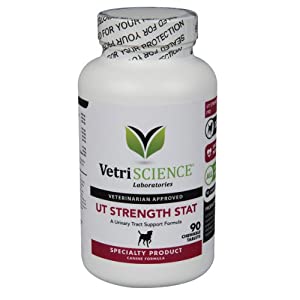 PROTECTION
FOR YOUR PROTECTION
VetriSCIENCE
Laboratories
VETERINARIAN APPROVED
UT STRENGTH STAT
A Urinary Tract Support Formula
90
CHEWABLE
TABLETS
SPECIALTY PRODUCT
CANINE FORMULA